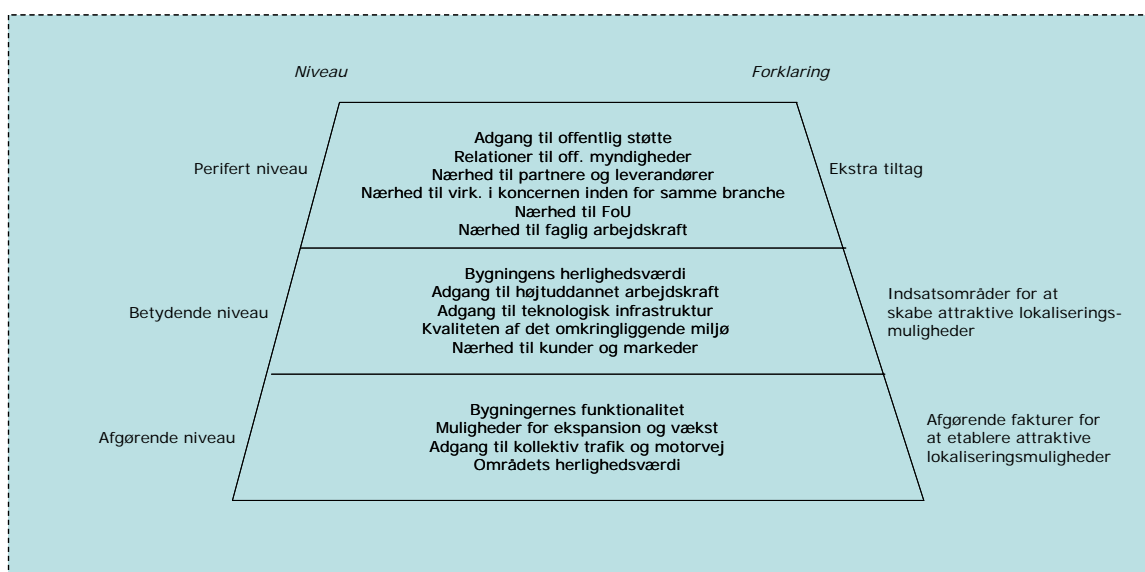 Niveau
Forklaring
Adgang til offentlig støtte
Relationer til off. myndigheder
Perifert niveau
Nærhed til partnere og leverandører
Ekstra tiltag
Nærhed til virk. i koncernen inden for samme branche
Nærhed til FoU
Nærhed til faglig arbejdskraft
Bygningens herlighedsværdi
Adgang til højtuddannet arbejdskraft
Betydende niveau
Adgang til teknologisk infrastruktur
Kvaliteten af det omkringliggende miljø
Nærhed til kunder og markeder
Indsatsområder for at
skabe attraktive lokaliserings-
muligheder
Bygningernes funktionalitet
Muligheder for ekspansion og vækst
Afgørende niveau
Adgang til kollektiv trafik og motorvej
Områdets herlighedsværdi
Afgørende fakturer for
at etablere attraktive
lokaliseringsmuligheder